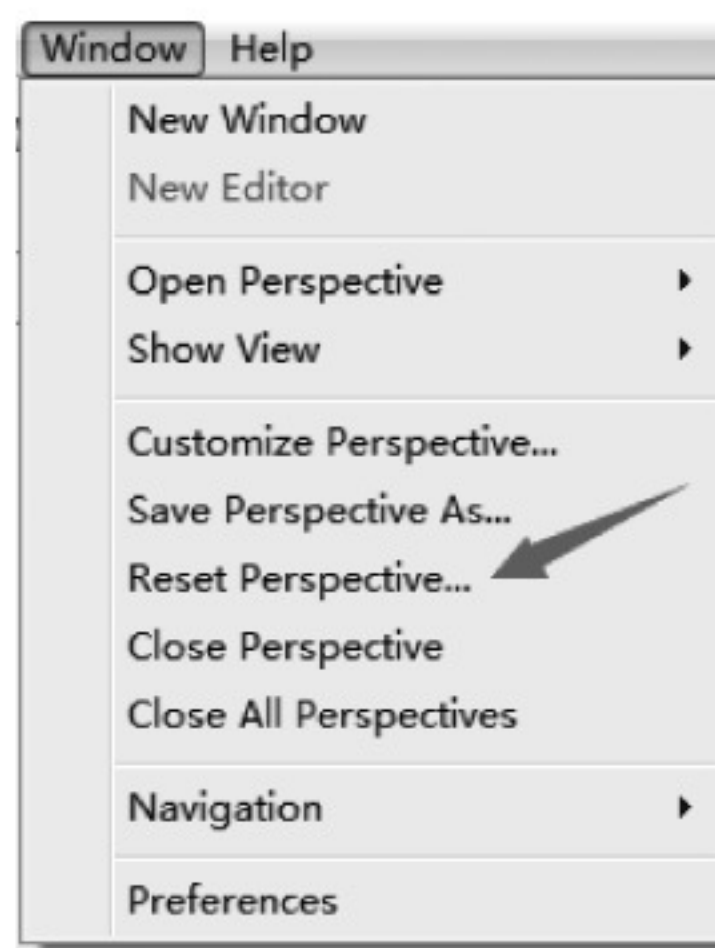 Window Help
New Window
New Editor
Open Perspective
Show View
Customize Perspective...
Save Perspective As...
Reset Perspective...
Close Perspective
Close All Perspectives
Navigation
Preferences